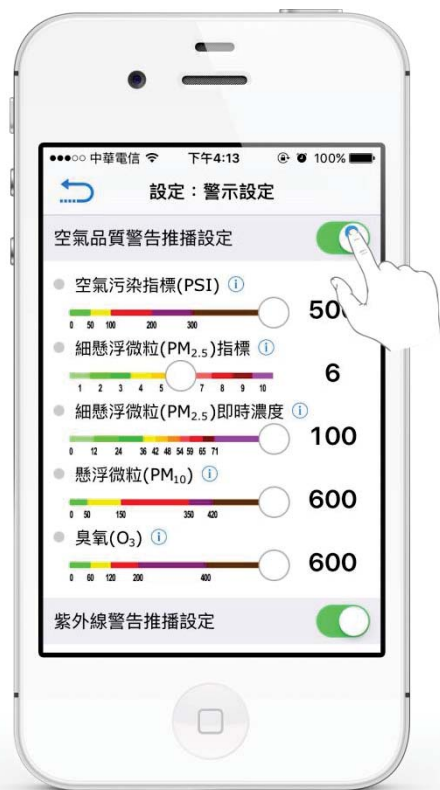 中華電信 下午4:13 100%
設定：警示設定
空氣品質警告推播設定
空氣污染指標(PSI)
500
0 50 100 200 300
細懸浮微粒(PM2.5)指標
6
1 2 3 4 5 7 8 9 10
細懸浮微粒(PM2.5)即時濃度
100
0 12 24 36 42 48 54 59 65 71
懸浮微粒(PM10)
600
0 50 150 350 420
臭氧(O3)
600
0 60 120 200 400
紫外線警告推播設定